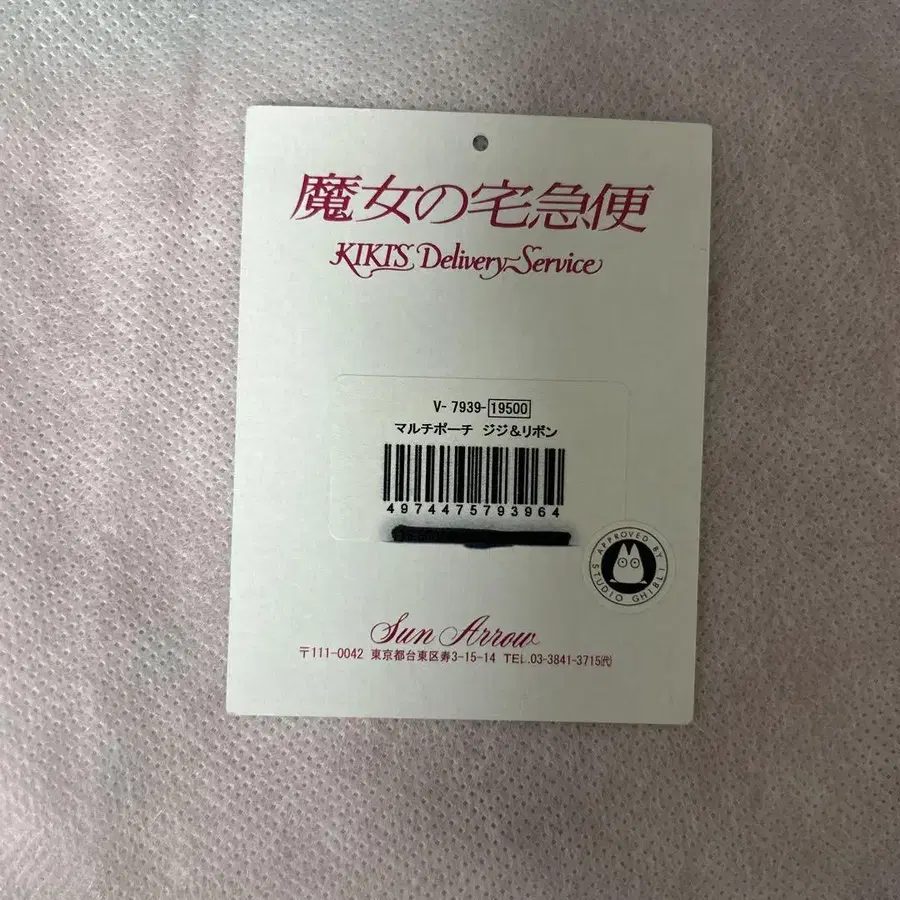 魔女の宅急便
KIKI'S Delivery Service
V- 7939-19500
マルチポーチ ジジ&リボン
4974475793964
APPROVED BY
STUDIO GHIBLI
Sun Arrow
〒111-0042 東京都台東区寿3-15-14 TEL.03-3841-3715㈹